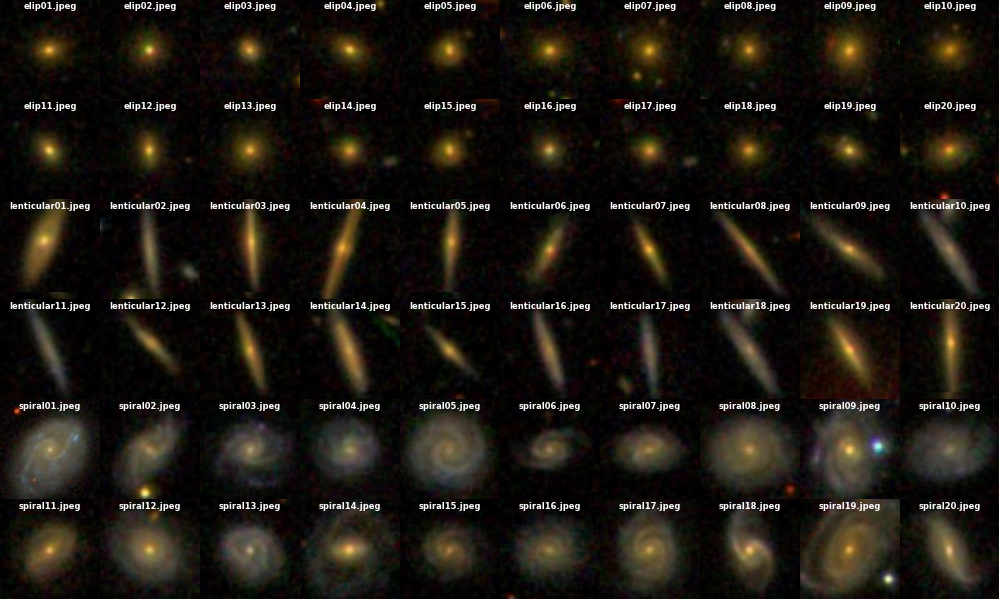 elip01.jpeg elip02.jpeg elip03.jpeg elip04.jpeg elip05.jpeg elip06.jpeg elip07.jpeg elip08.jpeg elip09.jpeg elip10.jpeg
elip11.jpeg elip12.jpeg elip13.jpeg elip14.jpeg elip15.jpeg elip16.jpeg elip17.jpeg elip18.jpeg elip19.jpeg elip20.jpeg
lenticular01.jpeg lenticular02.jpeg lenticular03.jpeg lenticular04.jpeg lenticular05.jpeg lenticular06.jpeg lenticular07.jpeg lenticular08.jpeg lenticular09.jpeg lenticular10.jpeg
lenticular11.jpeg lenticular12.jpeg lenticular13.jpeg lenticular14.jpeg lenticular15.jpeg lenticular16.jpeg lenticular17.jpeg lenticular18.jpeg lenticular19.jpeg lenticular20.jpeg
spiral01.jpeg spiral02.jpeg spiral03.jpeg spiral04.jpeg spiral05.jpeg spiral06.jpeg spiral07.jpeg spiral08.jpeg spiral09.jpeg spiral10.jpeg
spiral11.jpeg spiral12.jpeg spiral13.jpeg spiral14.jpeg spiral15.jpeg spiral16.jpeg spiral17.jpeg spiral18.jpeg spiral19.jpeg spiral20.jpeg